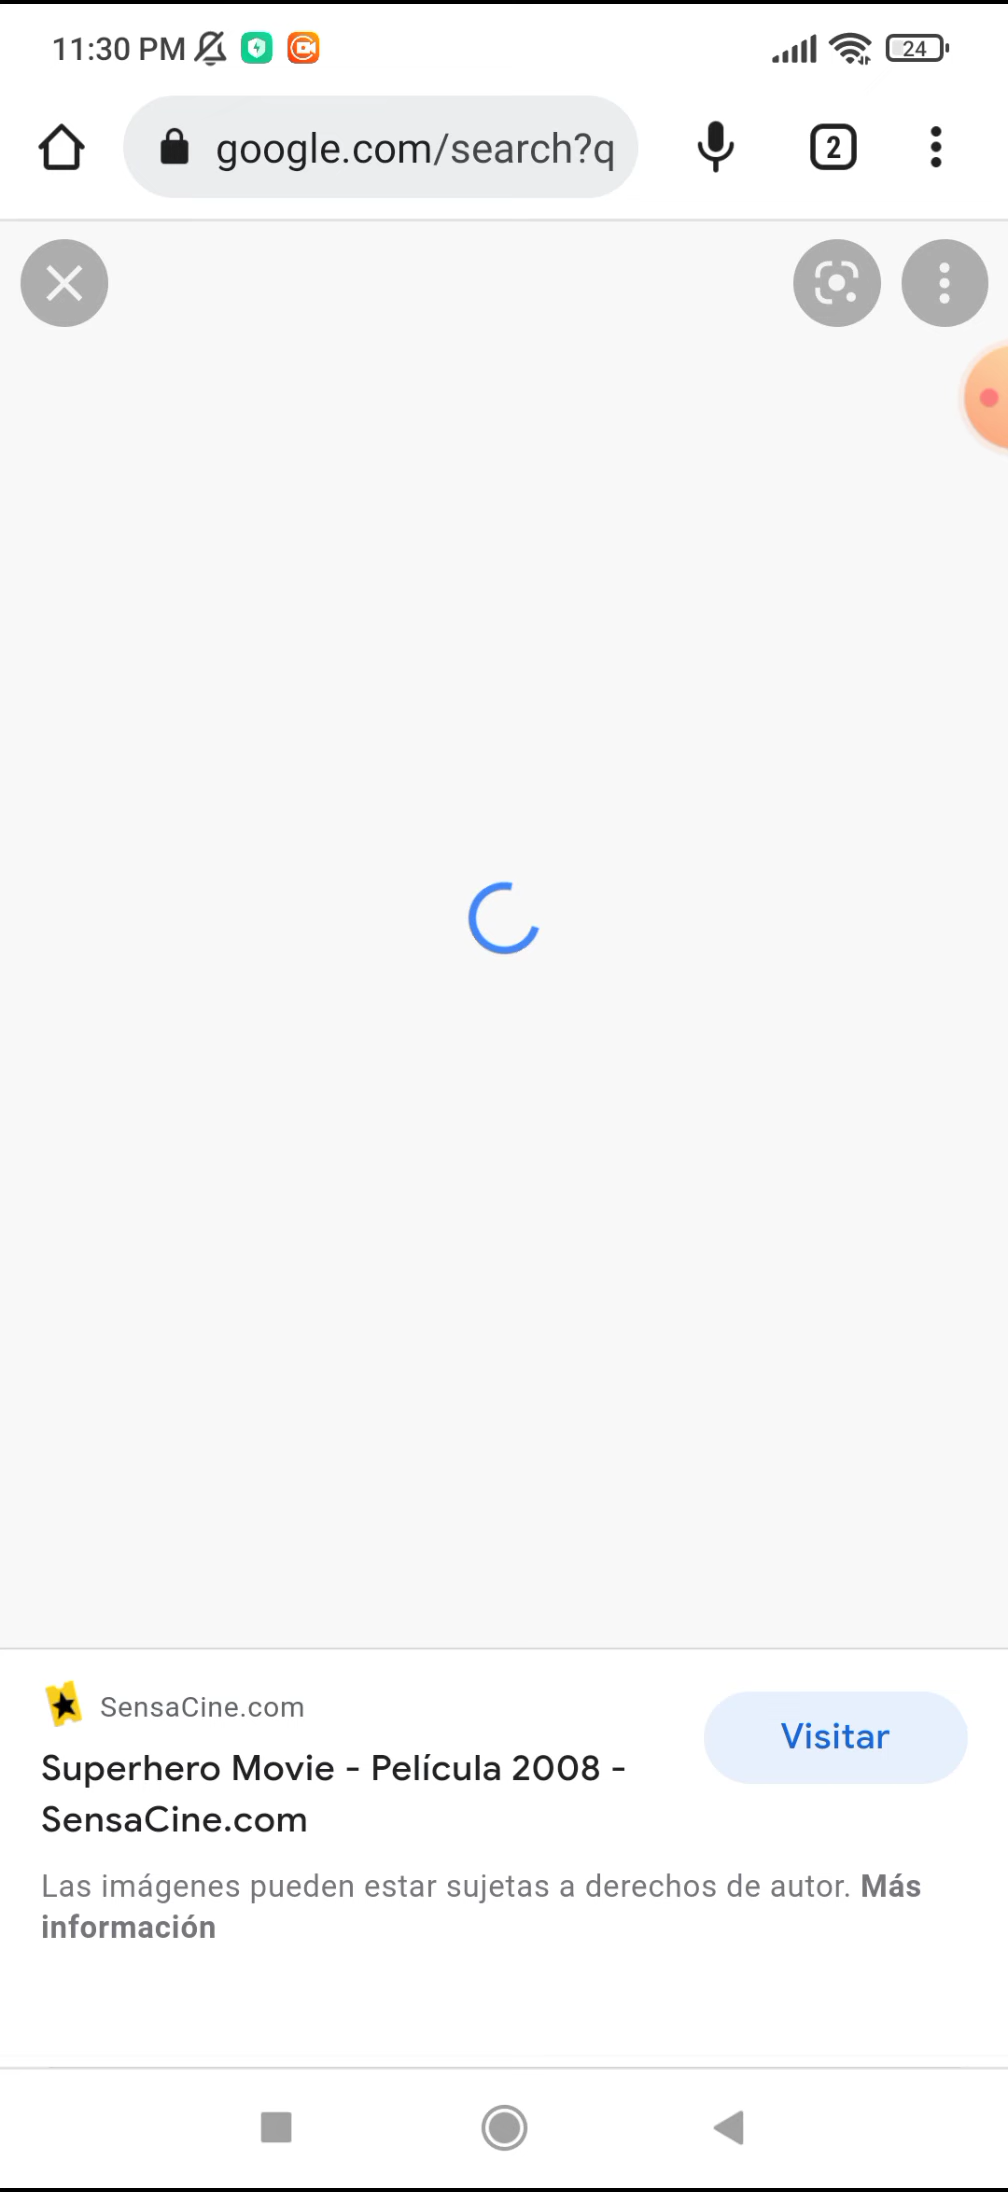 11:30 PM
24
google.com/search?q
2
SensaCine.com
Visitar
Superhero Movie - Película 2008 -
SensaCine.com
Las imágenes pueden estar sujetas a derechos de autor. Más
información